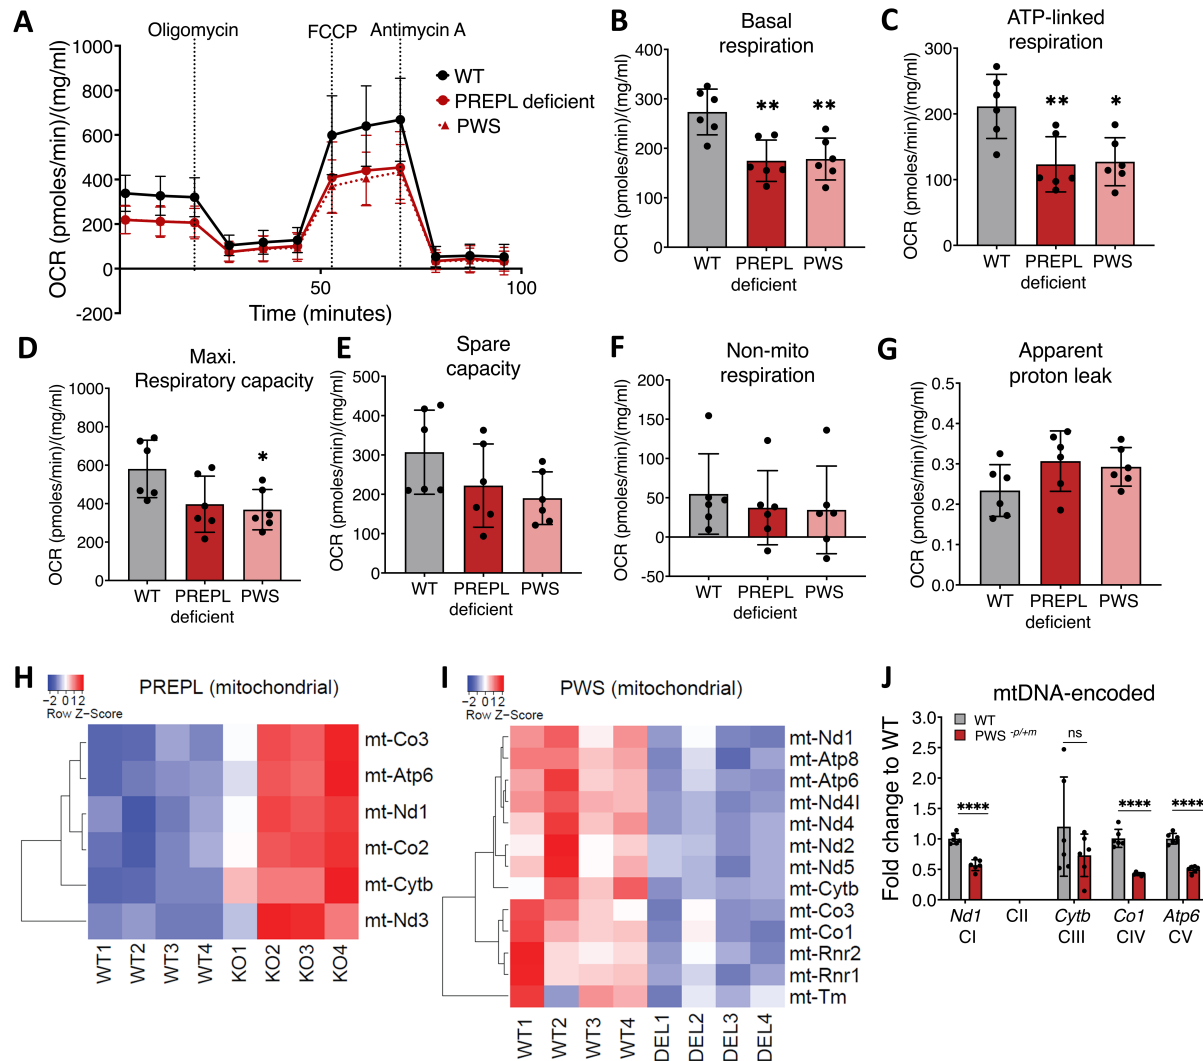 A
Oligomycin
FCCP
Antimycin A
OCR (pmoles/min)/(mg/ml)
1000
800
600
400
200
0
-200
50
100
Time (minutes)
WT
PREPL deficient
PWS
B
Basal
respiration
OCR (pmoles/min)/(mg/ml)
400
300
200
100
0
** **
WT PREPL PWS
deficient
C
ATP-linked
respiration
OCR (pmoles/min)/(mg/ml)
300
200
100
0
** *
WT PREPL PWS
deficient
D
Maxi.
Respiratory capacity
OCR (pmoles/min)/(mg/ml)
1000
800
600
400
200
0
*
WT PREPL PWS
deficient
E
Spare
capacity
OCR (pmoles/min)/(mg/ml)
500
400
300
200
100
0
WT PREPL PWS
deficient
F
Non-mito
respiration
OCR (pmoles/min)/(mg/ml)
200
150
100
50
0
-50
WT PREPL PWS
deficient
G
Apparent
proton leak
OCR (pmoles/min)/(mg/ml)
0.5
0.4
0.3
0.2
0.1
0.0
WT PREPL PWS
deficient
H
−2 0 1 2
Row Z−Score
PREPL (mitochondrial)
mt-Co3
mt-Atp6
mt-Nd1
mt-Co2
mt-Cytb
mt-Nd3
WT1 WT2 WT3 WT4 KO1 KO2 KO3 KO4
I
−2 0 1 2
Row Z−Score
PWS (mitochondrial)
mt-Nd1
mt-Atp8
mt-Atp6
mt-Nd4l
mt-Nd4
mt-Nd2
mt-Nd5
mt-Cytb
mt-Co3
mt-Co1
mt-Rnr2
mt-Rnr1
mt-Tm
WT1 WT2 WT3 WT4 DEL1 DEL2 DEL3 DEL4
J
mtDNA-encoded
Fold change to WT
3.0
2.5
2.0
1.5
1.0
0.5
0.0
WT
PWS -p/+m
**** ns **** ****
Nd1 CII Cytb Co1 Atp6
CI CIII CIV CV